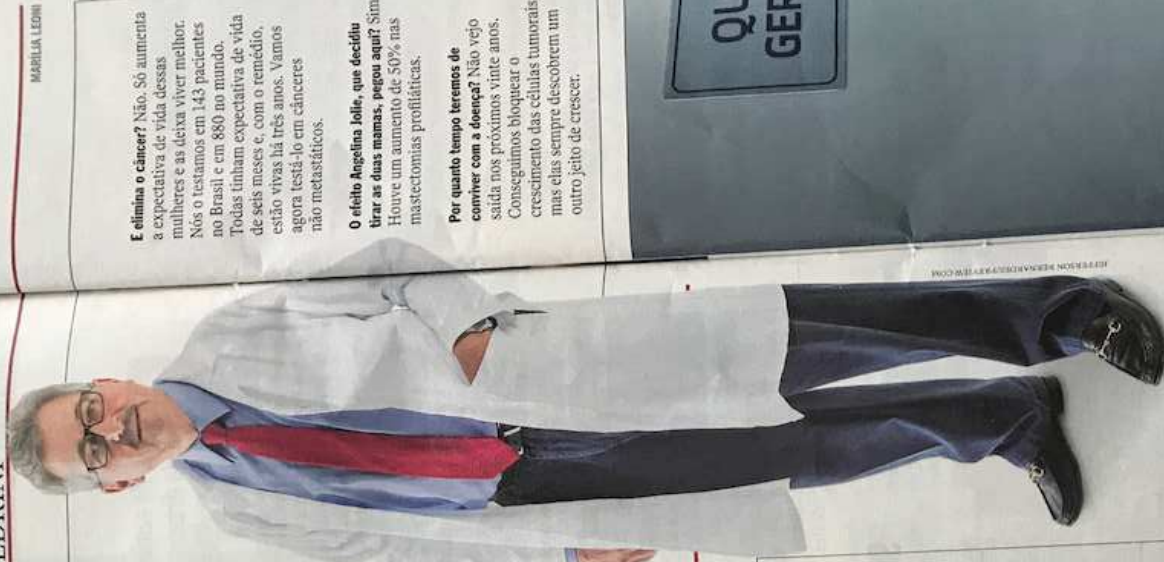 MARÍLIA LEONI
E elimina o câncer? Não. Só aumenta
a expectativa de vida dessas
mulheres e as deixa viver melhor.
Nós o testamos em 143 pacientes
no Brasil e em 880 no mundo.
Todas tinham expectativa de vida
de seis meses e, com o remédio,
estão vivas há três anos. Vamos
agora testá-lo em cânceres
não metastáticos.
O efeito Angelina Jolie, que decidiu
tirar as duas mamas, pegou aqui? Sim.
Houve um aumento de 50% nas
mastectomias profiláticas.
Por quanto tempo teremos de
conviver com a doença? Não vejo
saída nos próximos vinte anos.
Conseguimos bloquear o
crescimento das células tumorais
mas elas sempre descobrem um
outro jeito de crescer.
JEFFERSON BERNARDES/PREVIEW.COM
QU
GER